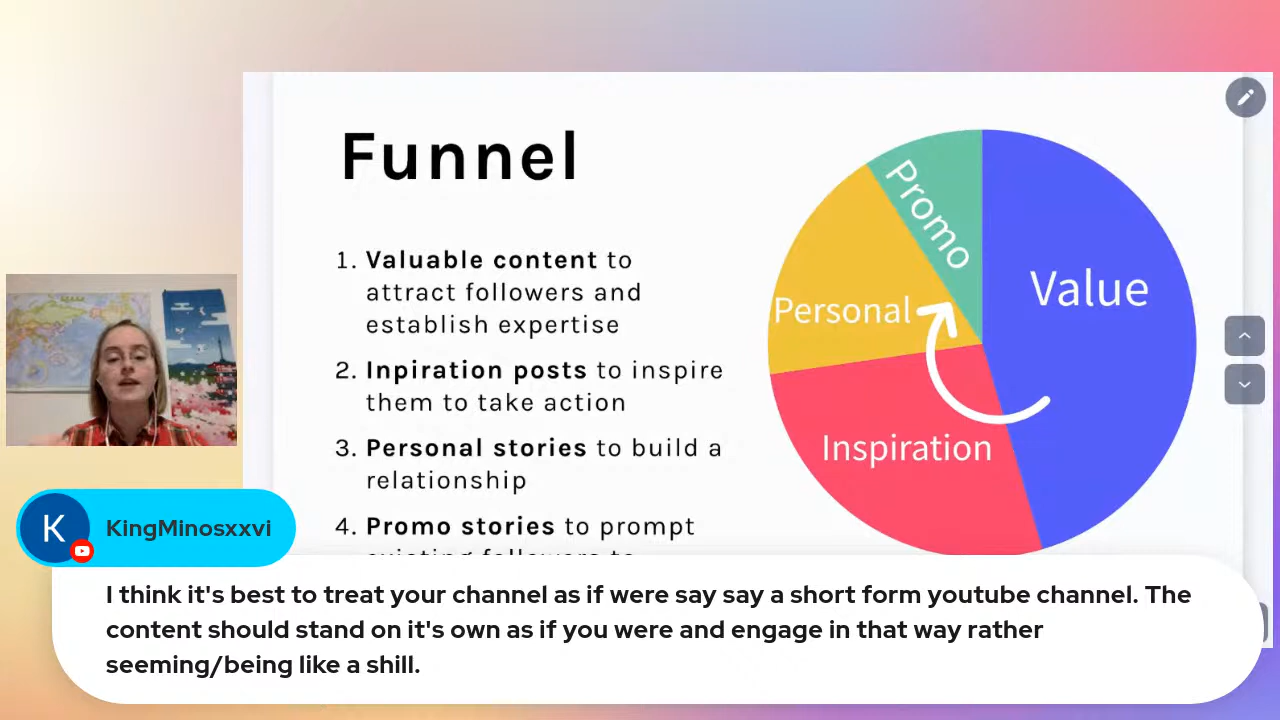 Funnel
1. Valuable content to
attract followers and
establish expertise
2. Inpiration posts to inspire
them to take action
3. Personal stories to build a
relationship
4. Promo stories to prompt
existing followers to
Promo
Value
Personal
Inspiration
K
KingMinosxxvi
I think it's best to treat your channel as if were say say a short form youtube channel. The
content should stand on it's own as if you were and engage in that way rather
seeming/being like a shill.